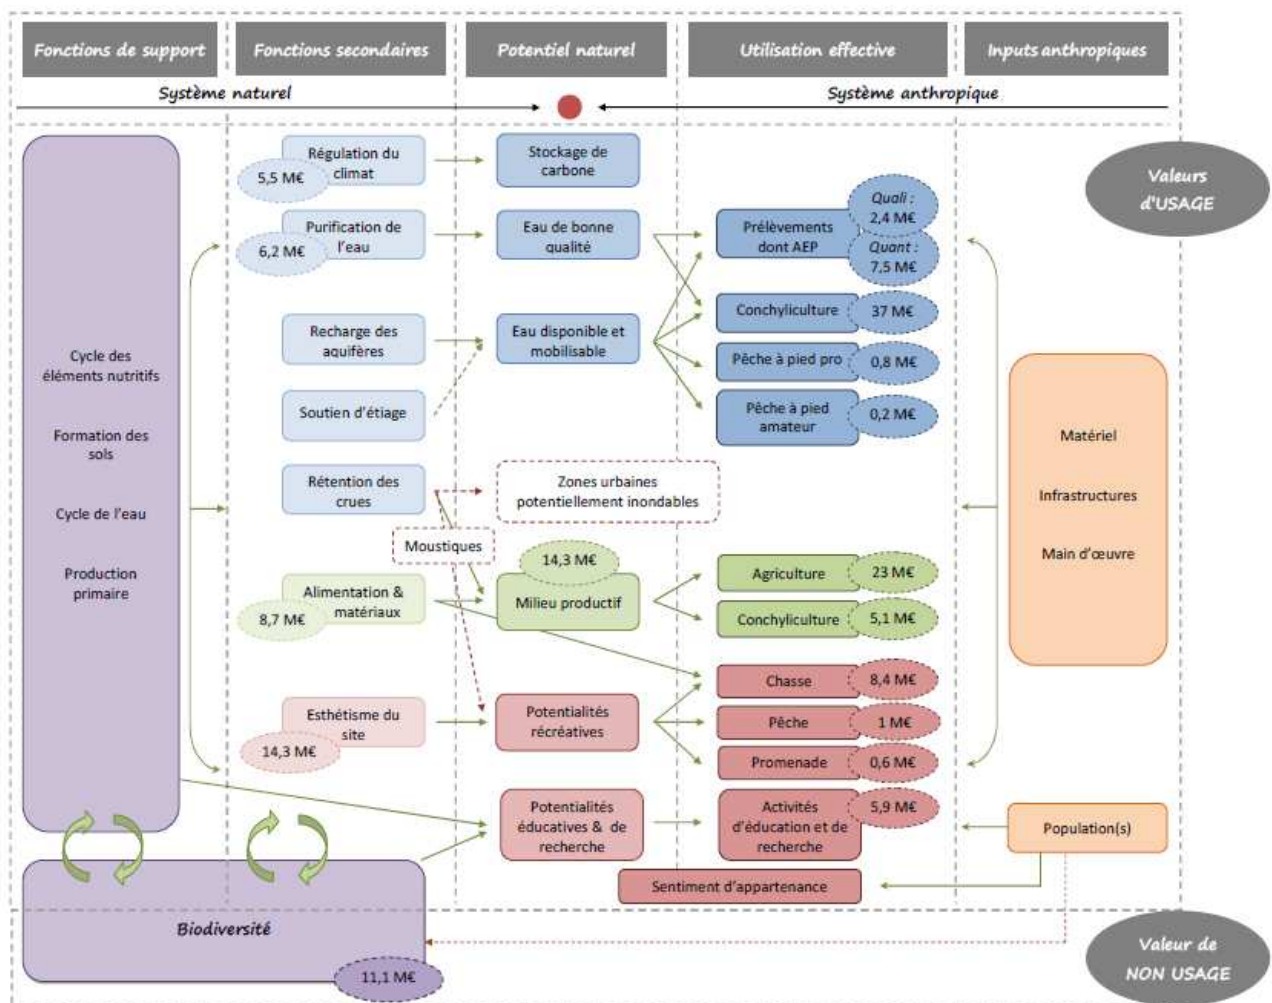 Fonctions de support
Fonctions secondaires
Potentiel naturel
Utilisation effective
Inputs anthropiques
Système naturel
Système anthropique
Cycle des
éléments nutritifs
Formation des
sols
Cycle de l'eau
Production
primaire
Régulation du
climat
5,5 M€
Purification de
l'eau
6,2 M€
Recharge des
aquifères
Soutien d'étiage
Rétention des
crues
Moustiques
Alimentation &
matériaux
8,7 M€
Esthétisme du
site
14,3 M€
Stockage de
carbone
Eau de bonne
qualité
Eau disponible et
mobilisable
Zones urbaines
potentiellement inondables
14,3 M€
Milieu productif
Potentialités
récréatives
Potentialités
éducatives & de
recherche
Prélèvements
dont AEP
Quali :
2,4 M€
Quant :
7,5 M€
Conchyliculture
37 M€
Pêche à pied pro
0,8 M€
Pêche à pied
amateur
0,2 M€
Agriculture
23 M€
Conchyliculture
5,1 M€
Chasse
8,4 M€
Pêche
1 M€
Promenade
0,6 M€
Activités
d'éducation et de
recherche
5,9 M€
Sentiment d'appartenance
Valeurs
d'USAGE
Matériel
Infrastructures
Main d'œuvre
Population(s)
Biodiversité
11,1 M€
Valeur de
NON USAGE